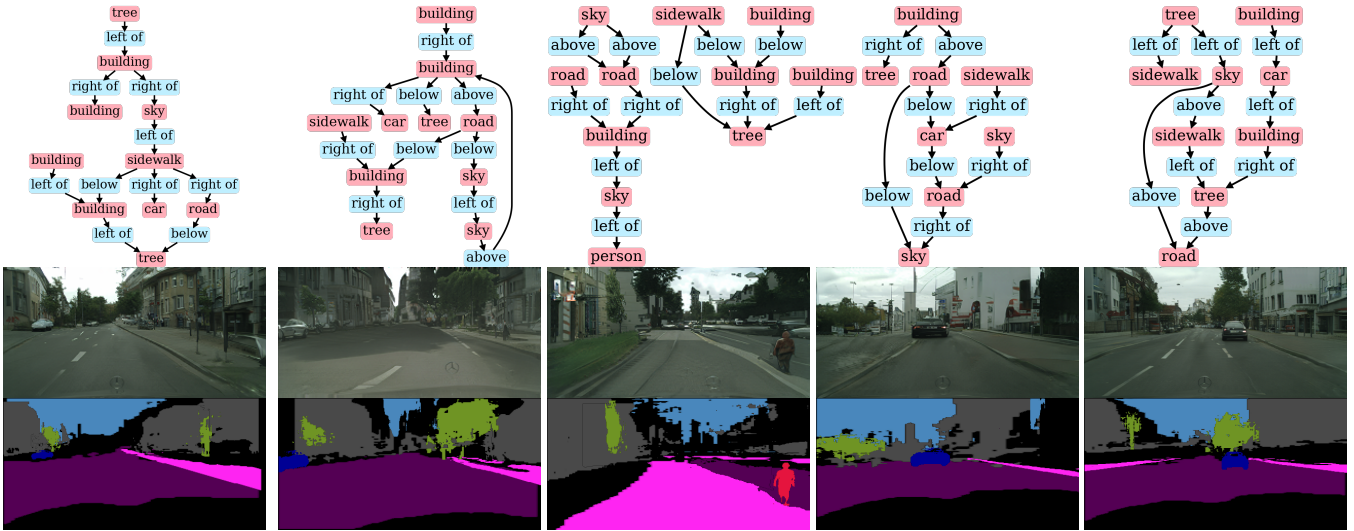 tree
left of
building
right of right of
building sky
left of
building sidewalk
left of below right of right of
building car road
left of below
tree
building
right of
building
right of below above
sidewalk car tree road
right of below below
building sky
right of left of
tree sky
above
sky sidewalk building
above above below below
road road below building building
right of right of right of left of
building tree
left of
sky
left of
person
building
right of above
tree road sidewalk
below right of
car sky
below right of
below road
right of
sky
tree building
left of left of left of
sidewalk sky car
above left of
sidewalk building
left of right of
above tree
above
road